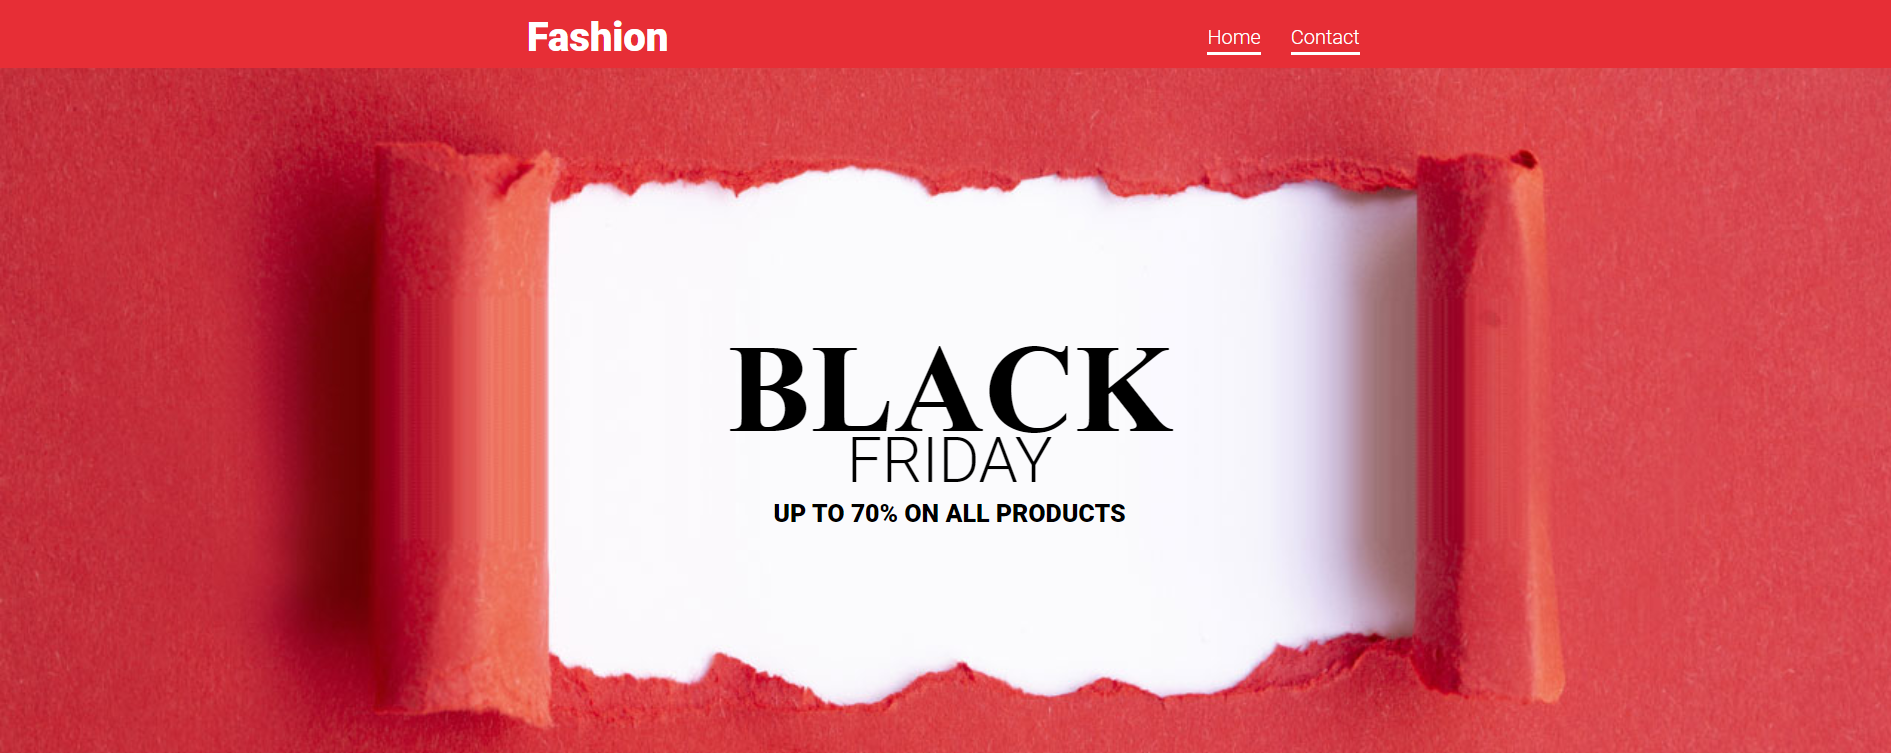 Fashion
Home Contact
BLACK
FRIDAY
UP TO 70% ON ALL PRODUCTS